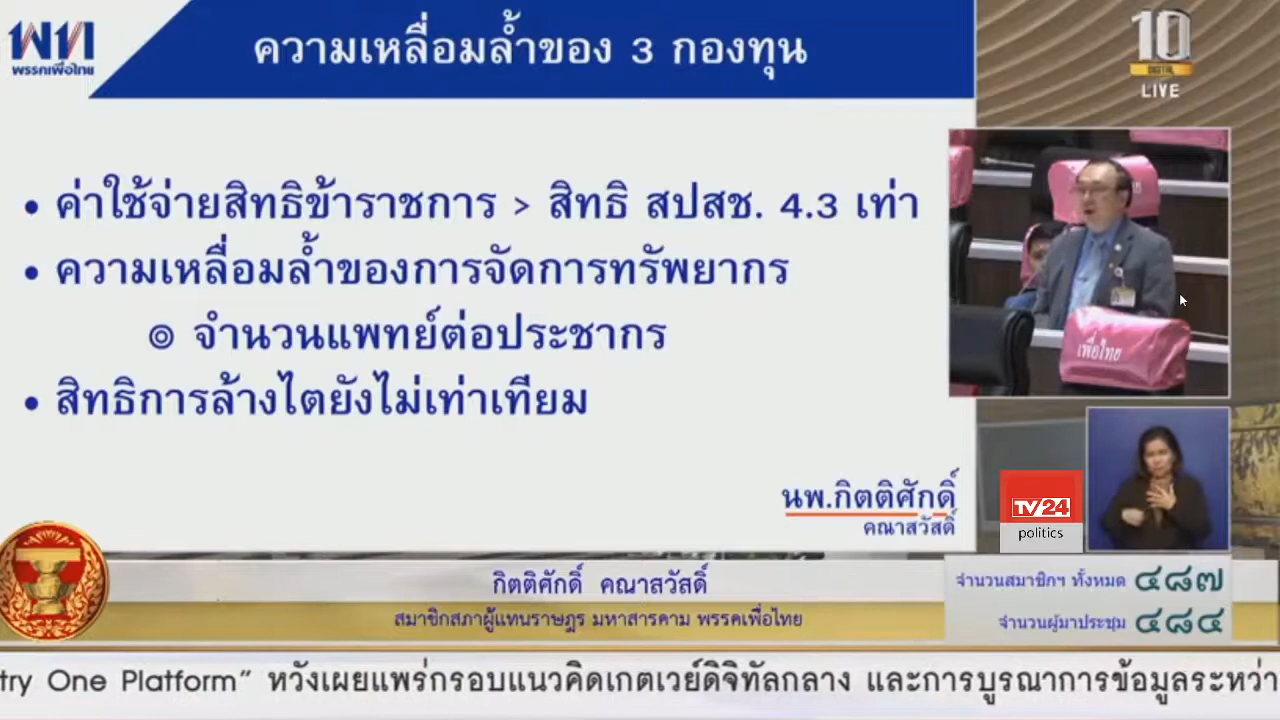 พท
พรรคเพื่อไทย
ความเหลื่อมล้ำของ 3 กองทุน
10
DIGITAL
LIVE
• ค่าใช้จ่ายสิทธิข้าราชการ > สิทธิ สปสช. 4.3 เท่า
• ความเหลื่อมล้ำของการจัดการทรัพยากร
◎ จำนวนแพทย์ต่อประชากร
• สิทธิการล้างไตยังไม่เท่าเทียม
เพื่อไทย
นพ.กิตติศักดิ์
คณาสวัสดิ์
TV24
politics
กิตติศักดิ์ คณาสวัสดิ์
สมาชิกสภาผู้แทนราษฎร มหาสารคาม พรรคเพื่อไทย
จำนวนสมาชิกฯ ทั้งหมด ๔๘๗
จำนวนผู้มาประชุม ๔๘๔
try One Platform” หวังเผยแพร่กรอบแนวคิดเกตเวย์ดิจิทัลกลาง และการบูรณาการข้อมูลระหว่า